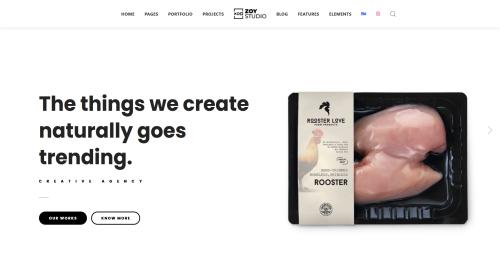 HOME PAGES PORTFOLIO PROJECTS ZOY STUDIO BLOG FEATURES ELEMENTS
The things we create
naturally goes
trending.
CREATIVE AGENCY
OUR WORKS KNOW MORE
ROOSTER LOVE
ROOSTER